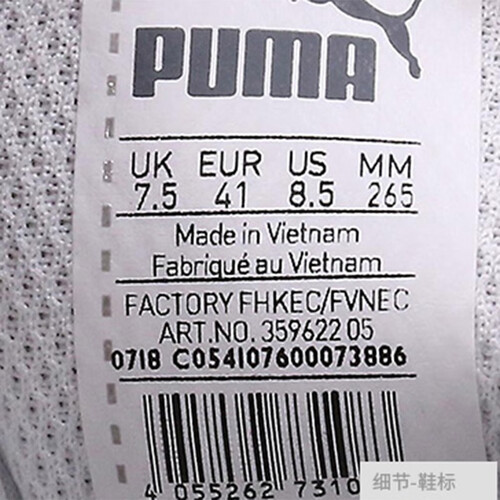 PUMA
UK EUR US MM
7.5 41 8.5 265
Made in Vietnam
Fabriqué au Vietnam
FACTORY FHKEC/FVNEC
ART.NO. 359622 05
0718 C054107600073886
4 055262 7310
细节-鞋标